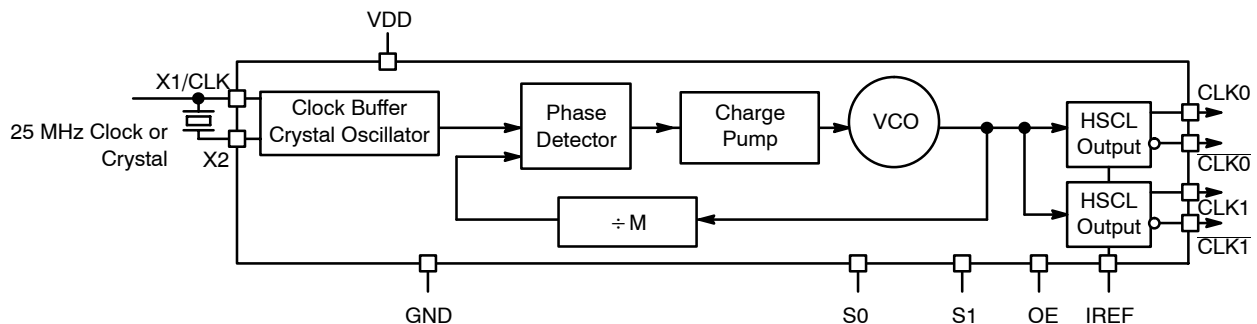 VDD
X1/CLK
25 MHz Clock or
Crystal
X2
Clock Buffer
Crystal Oscillator
Phase
Detector
Charge
Pump
VCO
÷ M
HSCL
Output
HSCL
Output
CLK0
CLK0
CLK1
CLK1
GND
S0
S1
OE
IREF